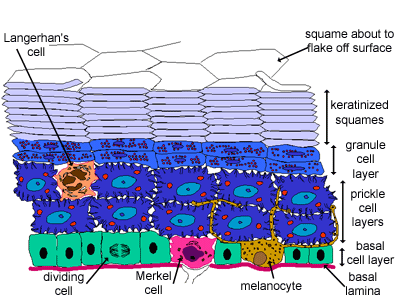 Langerhan's
cell
squame about to
flake off surface
keratinized
squames
granule
cell
layer
prickle
cell
layers
basal
cell layer
basal
lamina
dividing
cell
Merkel
cell
melanocyte